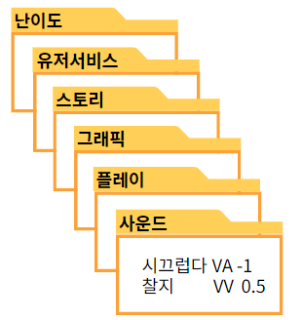 난이도
유저서비스
스토리
그래픽
플레이
사운드
시끄럽다 VA -1
찰지 VV 0.5